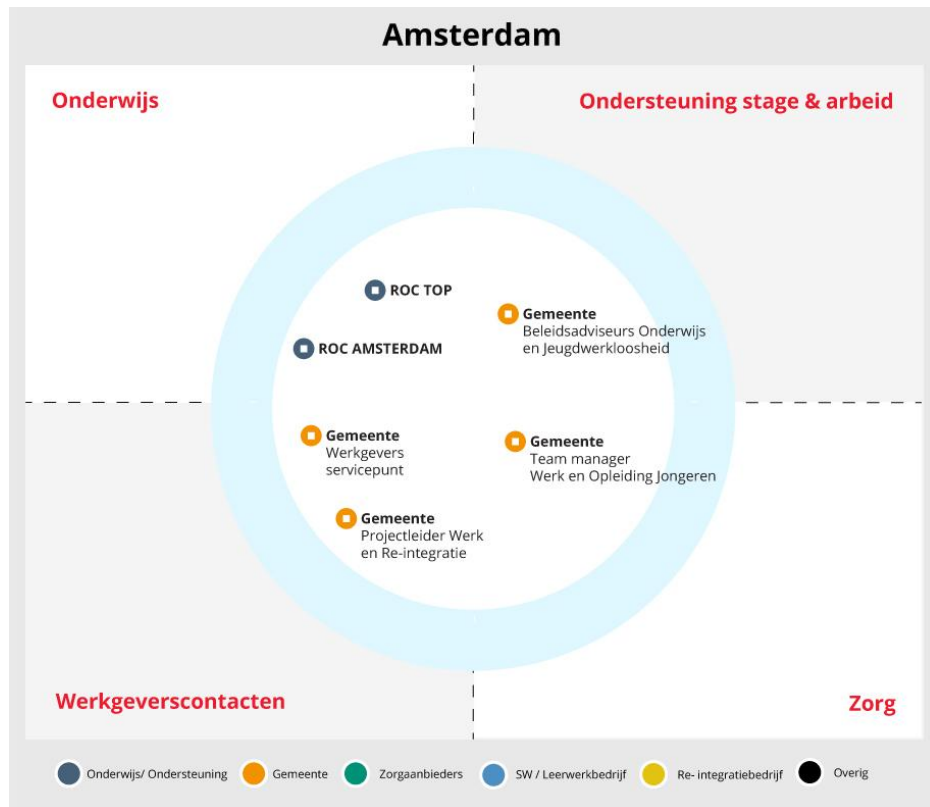 Amsterdam
Onderwijs
Ondersteuning stage & arbeid
ROC TOP
ROC AMSTERDAM
Gemeente
Beleidsadviseurs Onderwijs
en Jeugdwerkloosheid
Gemeente
Werkgevers
servicepunt
Gemeente
Projectleider Werk
en Re-integratie
Gemeente
Team manager
Werk en Opleiding Jongeren
Werkgeverscontacten
Zorg
Onderwijs/ Ondersteuning
Gemeente
Zorgaanbieders
SW / Leerwerkbedrijf
Re- integratiebedrijf
Overig